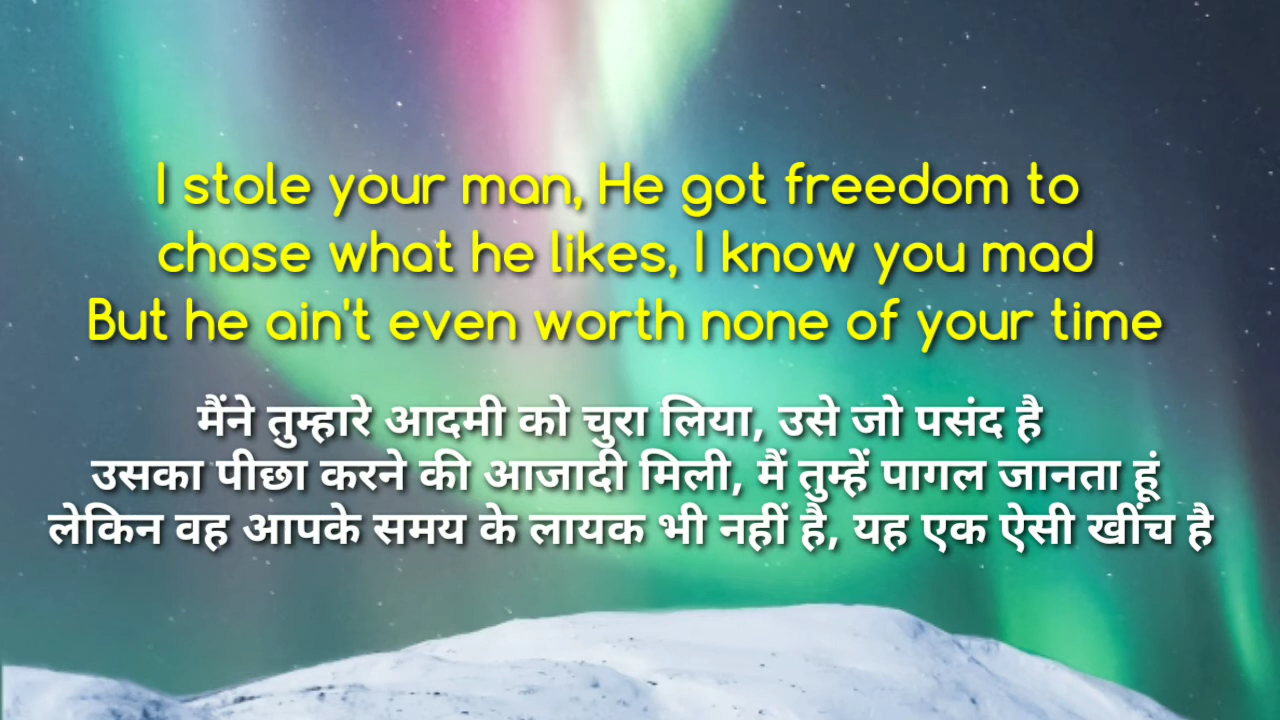 I stole your man, He got freedom to
chase what he likes, I know you mad
But he ain't even worth none of your time
मैंने तुम्हारे आदमी को चुरा लिया, उसे जो पसंद है
उसका पीछा करने की आजादी मिली, मैं तुम्हें पागल जानता हूं
लेकिन वह आपके समय के लायक भी नहीं है, यह एक ऐसी खींच है